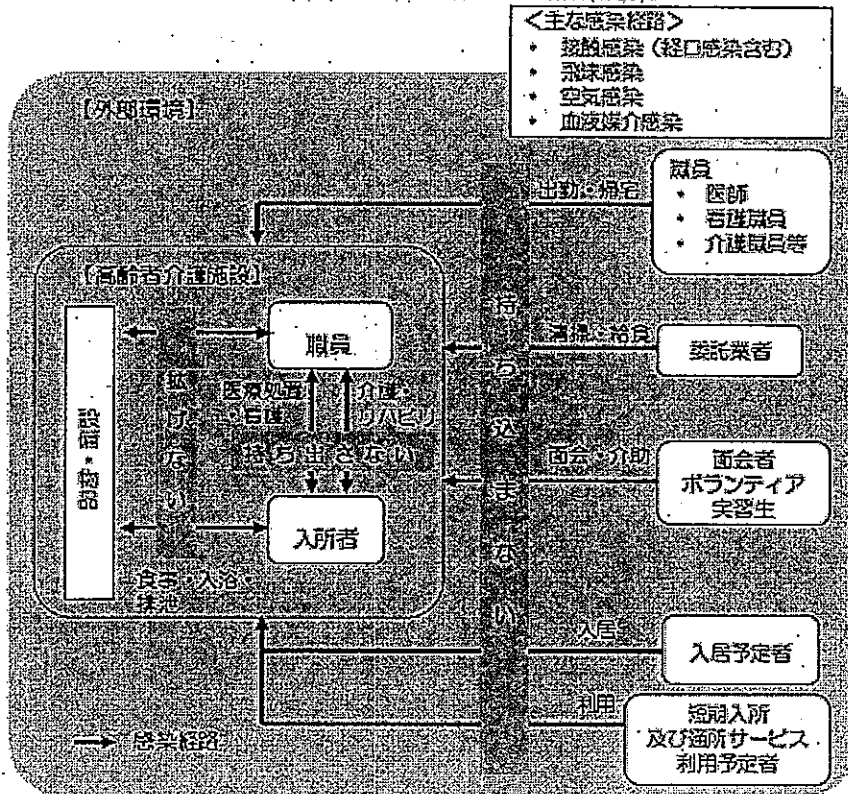 <主な感染経路>
・ 接触感染（経口感染含む）
・ 飛沫感染
・ 空気感染
・ 血液媒介感染
【外部環境】
職員
・ 医師
・ 看護職員
・ 介護職員等
出勤・帰宅
【高齢者介護施設】
職員
持ち込まない
清掃・給食
委託業者
設備・物品
拡げない
医療処置
・看護
介護・
リハビリ
持ち出さない
面会・介助
面会者
ボランティア
実習生
入所者
食事・入浴・
排泄
入居
入居予定者
利用
短期入所
及び通所サービス
利用予定者
感染経路